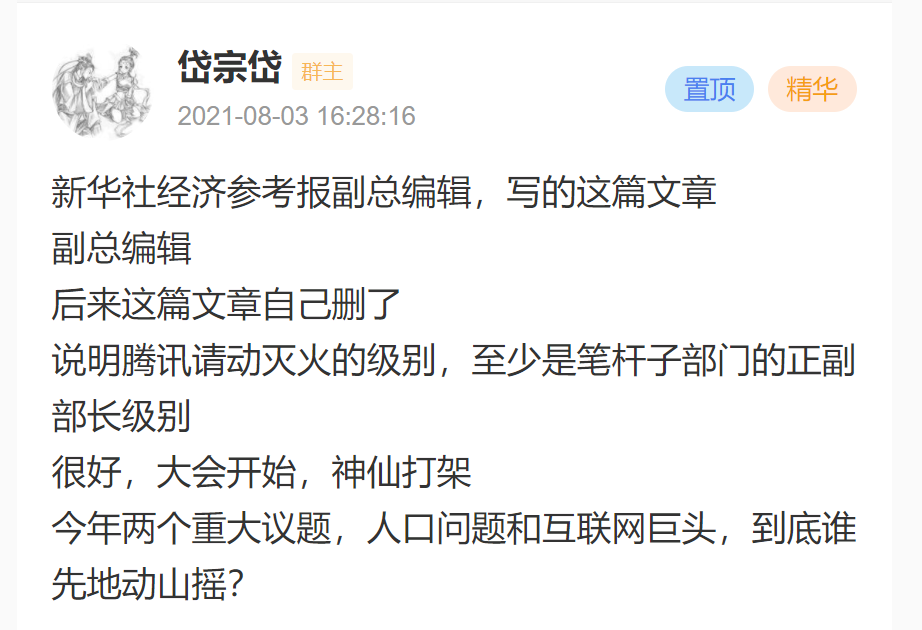 岱宗岱 群主
2021-08-03 16:28:16
置顶 精华
新华社经济参考报副总编辑，写的这篇文章
副总编辑
后来这篇文章自己删了
说明腾讯请动灭火的级别，至少是笔杆子部门的正副
部长级别
很好，大会开始，神仙打架
今年两个重大议题，人口问题和互联网巨头，到底谁
先地动山摇？